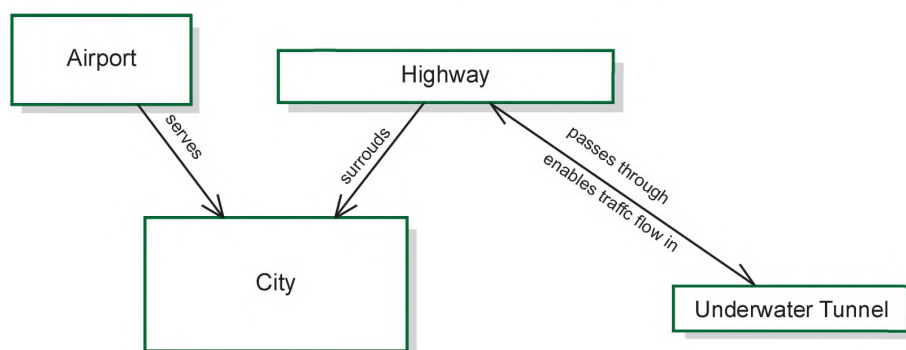 Airport
Highway
serves
surrouds
passes through
enables traffc flow in
City
Underwater Tunnel